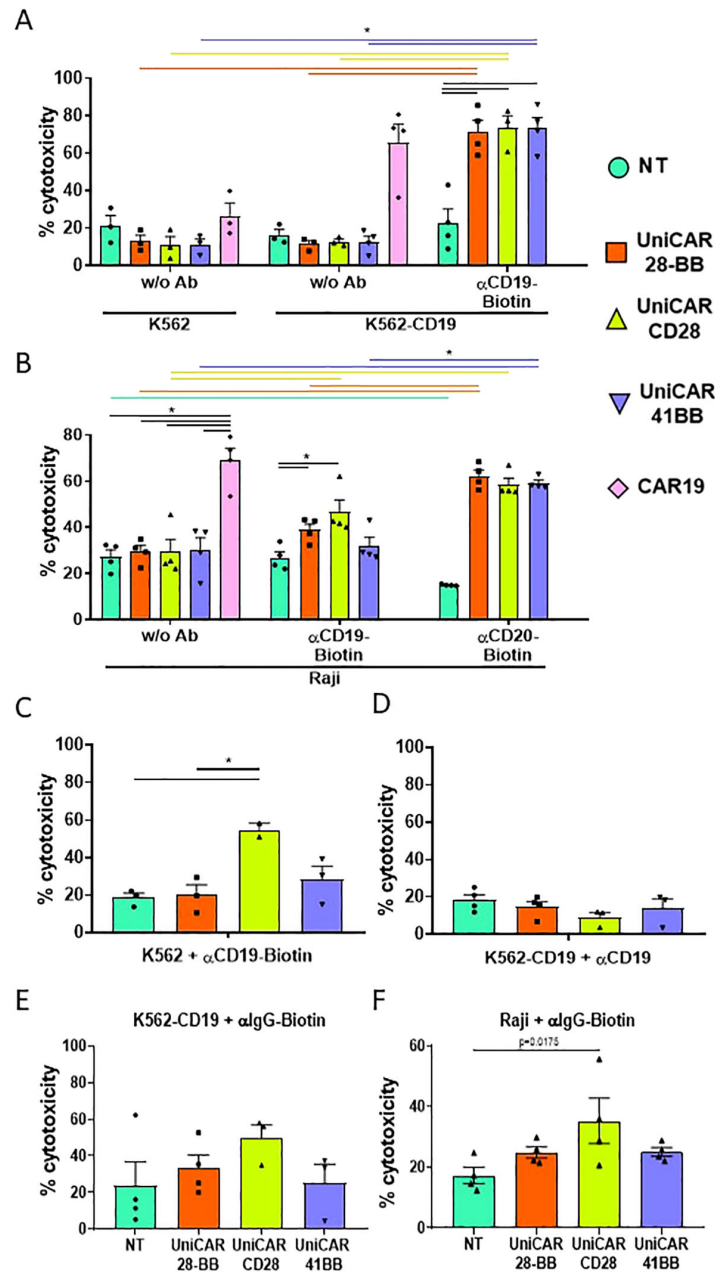 A
*
100
80
60
40
20
0
% cytotoxicity
w/o Ab
w/o Ab
αCD19-
Biotin
K562
K562-CD19
NT
UniCAR
28-BB
UniCAR
CD28
UniCAR
41BB
CAR19
B
*
*
*
80
60
40
20
0
% cytotoxicity
w/o Ab
αCD19-
Biotin
αCD20-
Biotin
Raji
C
*
100
80
60
40
20
0
% cytotoxicity
K562 + αCD19-Biotin
D
100
80
60
40
20
0
% cytotoxicity
K562-CD19 + αCD19
E
K562-CD19 + αIgG-Biotin
100
80
60
40
20
0
% cytotoxicity
NT
UniCAR
28-BB
UniCAR
CD28
UniCAR
41BB
F
Raji + αIgG-Biotin
p=0.0175
60
40
20
0
% cytotoxicity
NT
UniCAR
28-BB
UniCAR
CD28
UniCAR
41BB